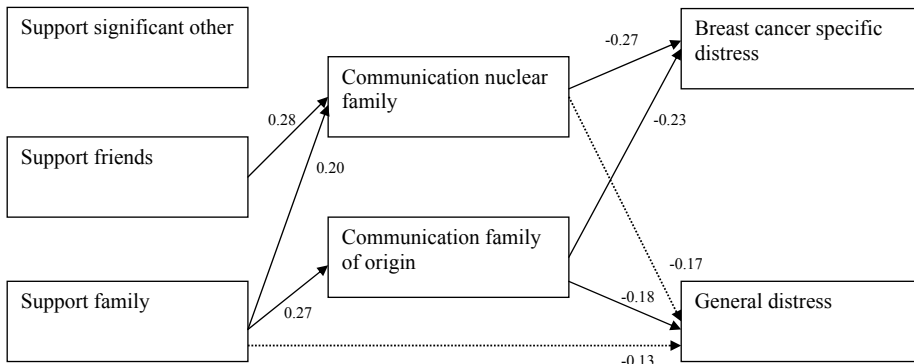 Support significant other
Breast cancer specific
distress
-0.27
Communication nuclear
family
0.28
-0.23
Support friends
0.20
Communication family
of origin
-0.17
Support family
0.27
-0.18
General distress
-0.13